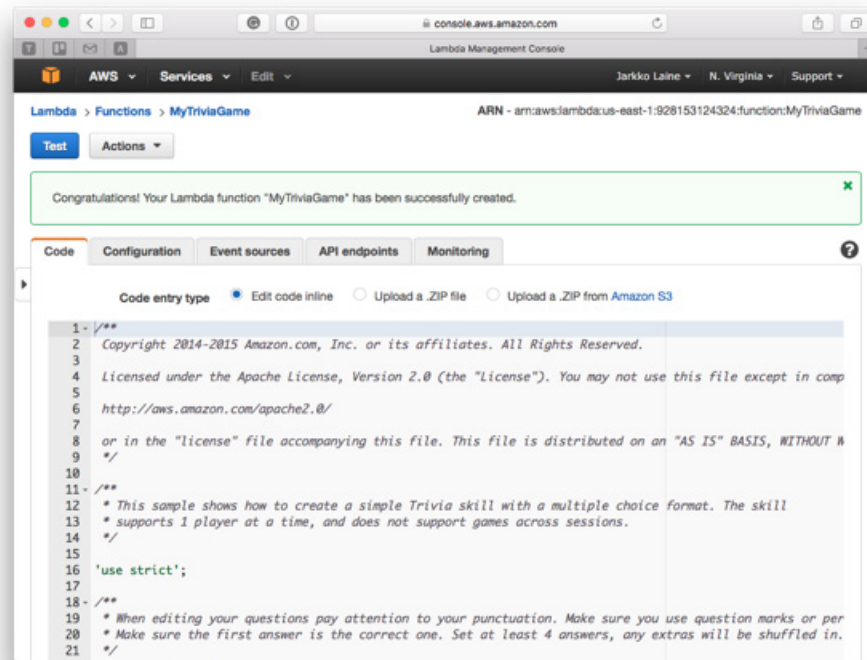 console.aws.amazon.com
Lambda Management Console
AWS Services Edit Jarkko Laine N. Virginia Support
Lambda > Functions > MyTriviaGame ARN - arn:aws:lambda:us-east-1:928153124324:function:MyTriviaGame
Test Actions
Congratulations! Your Lambda function "MyTriviaGame" has been successfully created.
Code Configuration Event sources API endpoints Monitoring
Code entry type Edit code inline Upload a .ZIP file Upload a .ZIP from Amazon S3
1 /**
2 Copyright 2014-2015 Amazon.com, Inc. or its affiliates. All Rights Reserved.
3
4 Licensed under the Apache License, Version 2.0 (the "License"). You may not use this file except in comp
5
6 http://aws.amazon.com/apache2.0/
7
8 or in the "license" file accompanying this file. This file is distributed on an "AS IS" BASIS, WITHOUT W
9 */
10
11 /**
12 * This sample shows how to create a simple Trivia skill with a multiple choice format. The skill
13 * supports 1 player at a time, and does not support games across sessions.
14 */
15
16 'use strict';
17
18 /**
19 * When editing your questions pay attention to your punctuation. Make sure you use question marks or per
20 * Make sure the first answer is the correct one. Set at least 4 answers, any extras will be shuffled in.
21 */